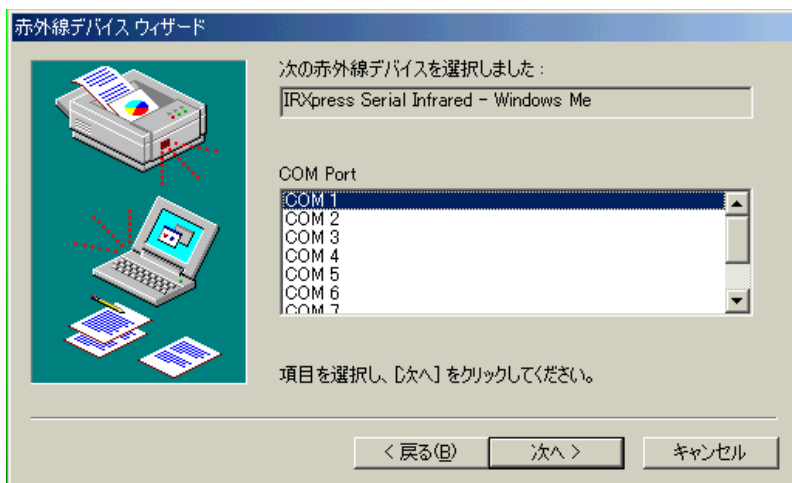 赤外線デバイス ウィザード
次の赤外線デバイスを選択しました：
IRXpress Serial Infrared - Windows Me
COM Port
COM 1
COM 2
COM 3
COM 4
COM 5
COM 6
COM 7
項目を選択し、[次へ] をクリックしてください。
< 戻る(B)
次へ >
キャンセル